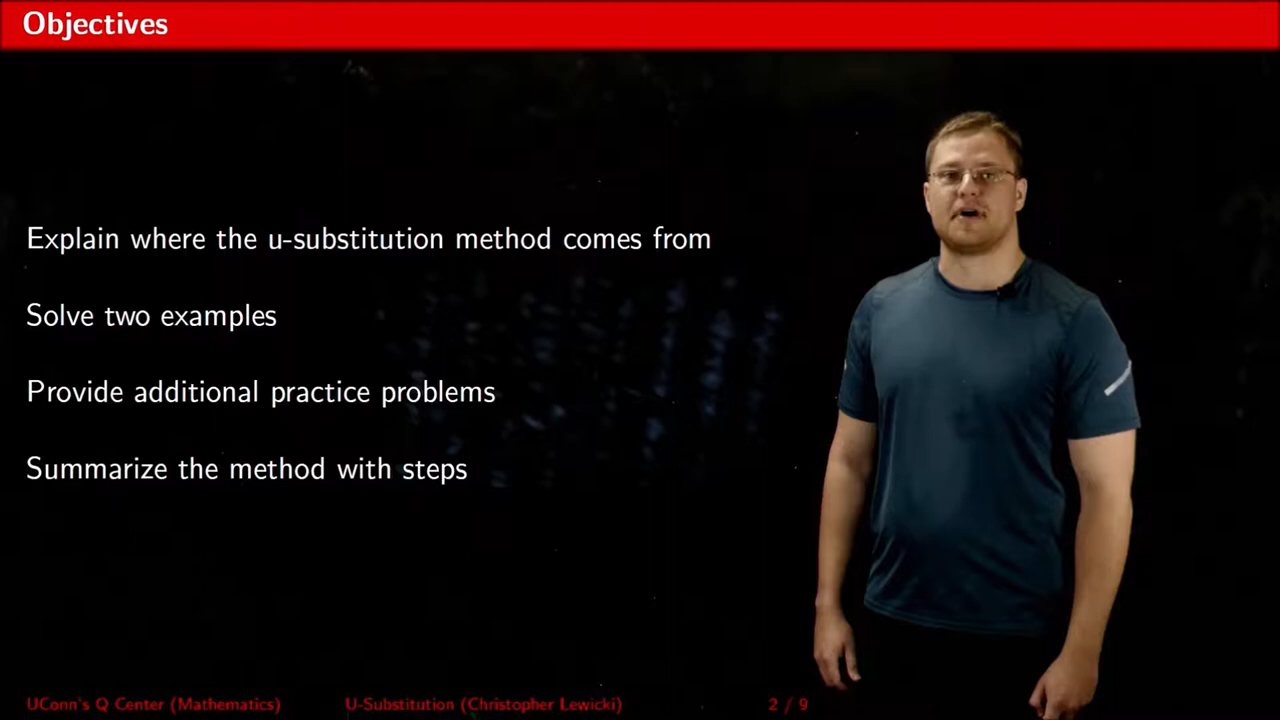 Objectives
Explain where the u-substitution method comes from
Solve two examples
Provide additional practice problems
Summarize the method with steps
UConn's Q Center (Mathematics) U-Substitution (Christopher Lewicki) 2 / 9